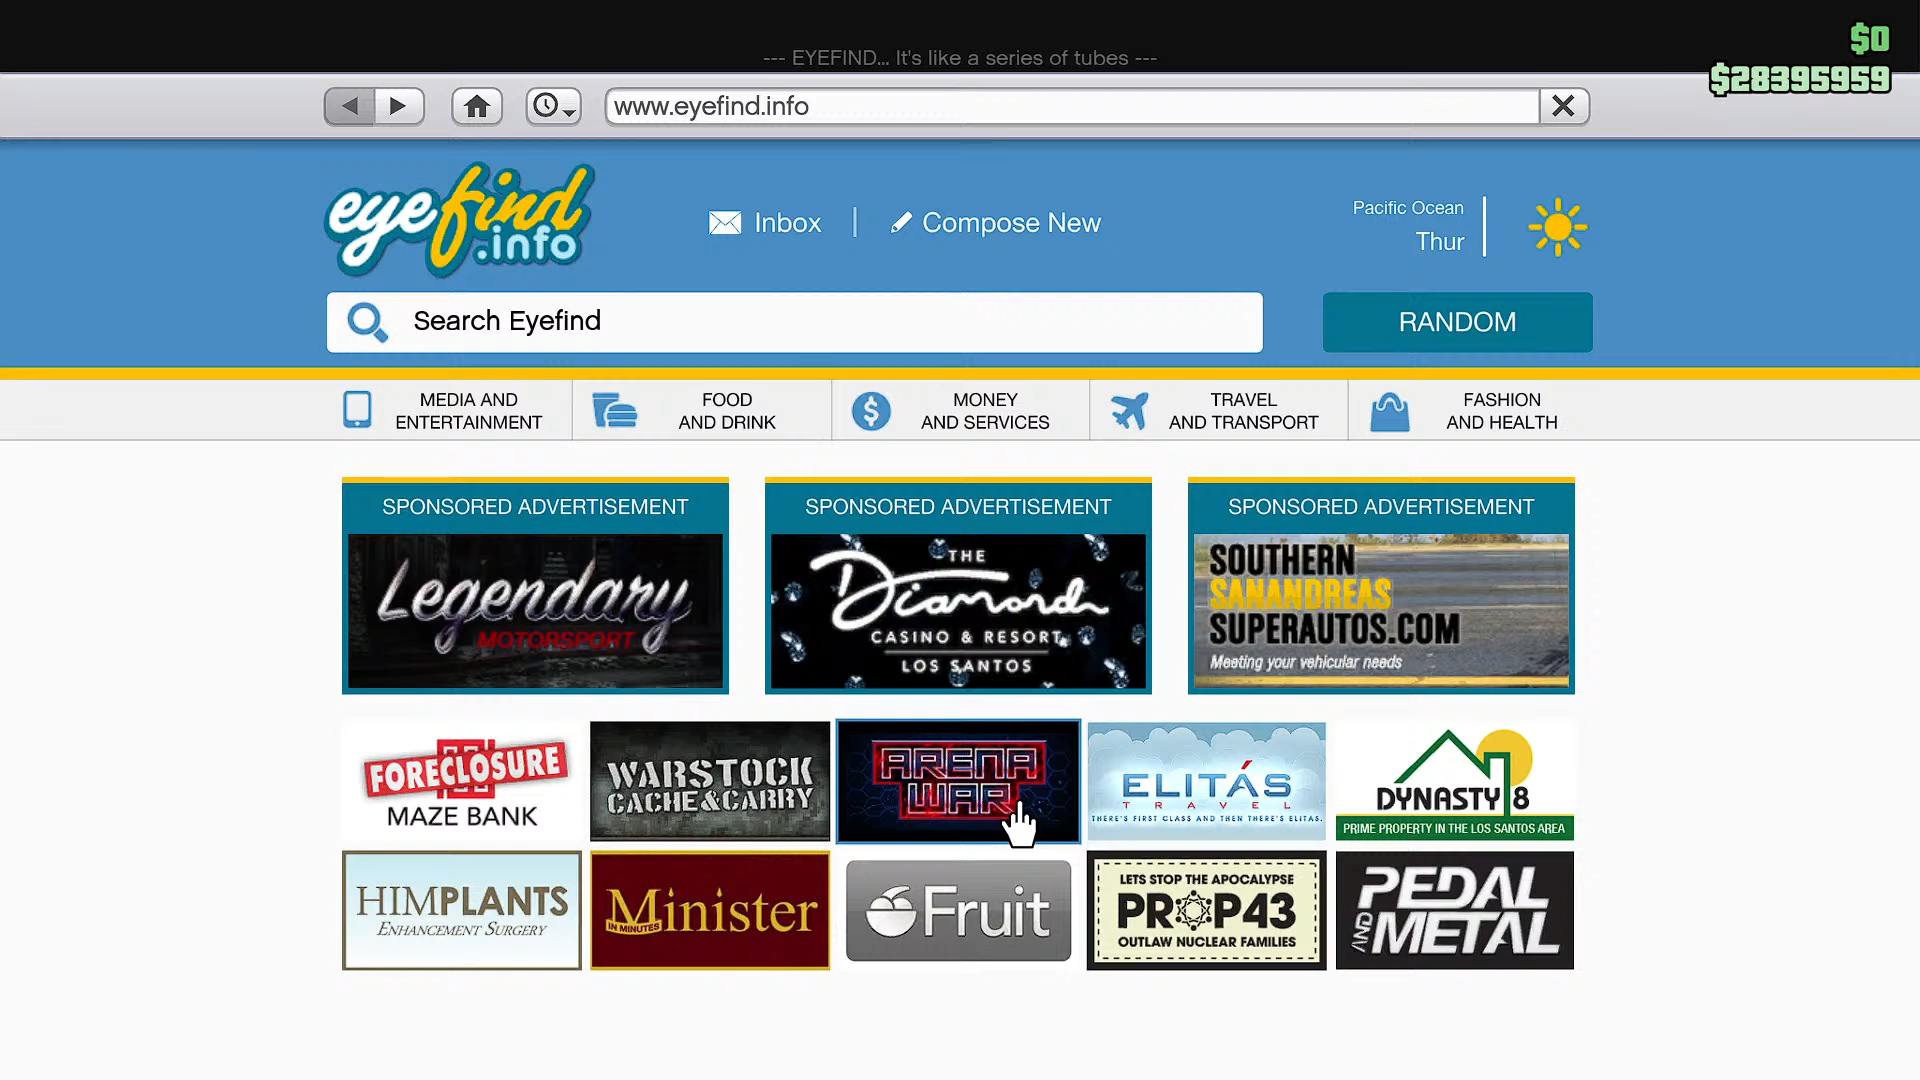 --- EYEFIND... It's like a series of tubes ---
$0
$28395959
www.eyefind.info
eyefind
.info
Inbox
Compose New
Pacific Ocean
Thur
Search Eyefind
RANDOM
MEDIA AND
ENTERTAINMENT
FOOD
AND DRINK
MONEY
AND SERVICES
TRAVEL
AND TRANSPORT
FASHION
AND HEALTH
SPONSORED ADVERTISEMENT
Legendary
MOTORSPORT
SPONSORED ADVERTISEMENT
THE
Diamond
CASINO & RESORT
LOS SANTOS
SPONSORED ADVERTISEMENT
SOUTHERN
SANANDREAS
SUPERAUTOS.COM
Meeting your vehicular needs
FORECLOSURE
MAZE BANK
WARSTOCK
CACHE&CARRY
ARENA
WAR
ELITÁS
TRAVEL
THERE'S FIRST CLASS AND THEN THERE'S ELITAS.
DYNASTY 8
PRIME PROPERTY IN THE LOS SANTOS AREA
HIMPLANTS
ENHANCEMENT SURGERY
Minister
IN MINUTES
Fruit
LETS STOP THE APOCALYPSE
PROP43
OUTLAW NUCLEAR FAMILIES
PEDAL
AND METAL